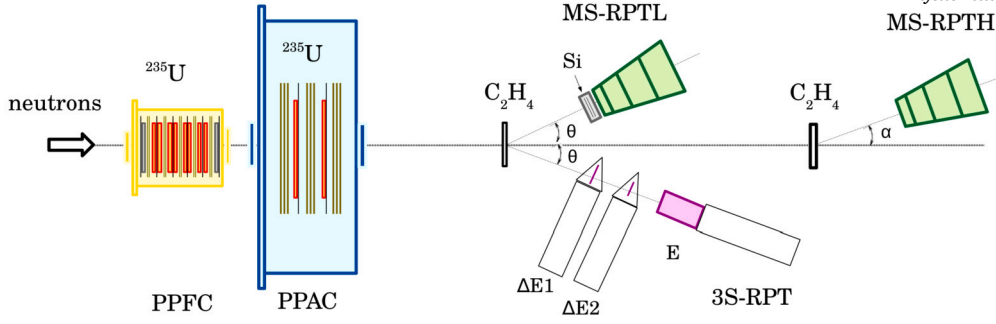 MS-RPTL
MS-RPTH
²³⁵U
²³⁵U
Si
neutrons
C₂H₄
C₂H₄
θ
θ
α
E
ΔE1
ΔE2
3S-RPT
PPFC
PPAC